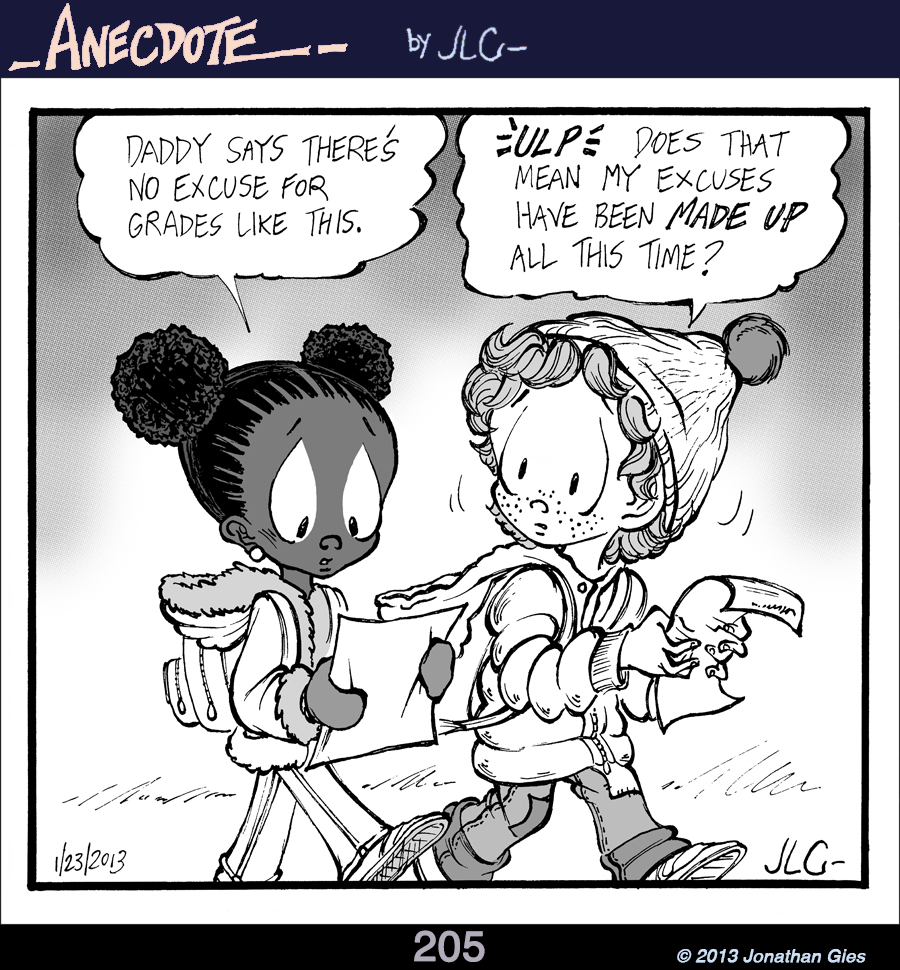 ANECDOTE
by JLG-
DADDY SAYS THERE'S
NO EXCUSE FOR
GRADES LIKE THIS.
ULP DOES THAT
MEAN MY EXCUSES
HAVE BEEN MADE UP
ALL THIS TIME?
1/23/2013
JLG-
205
© 2013 Jonathan Gies